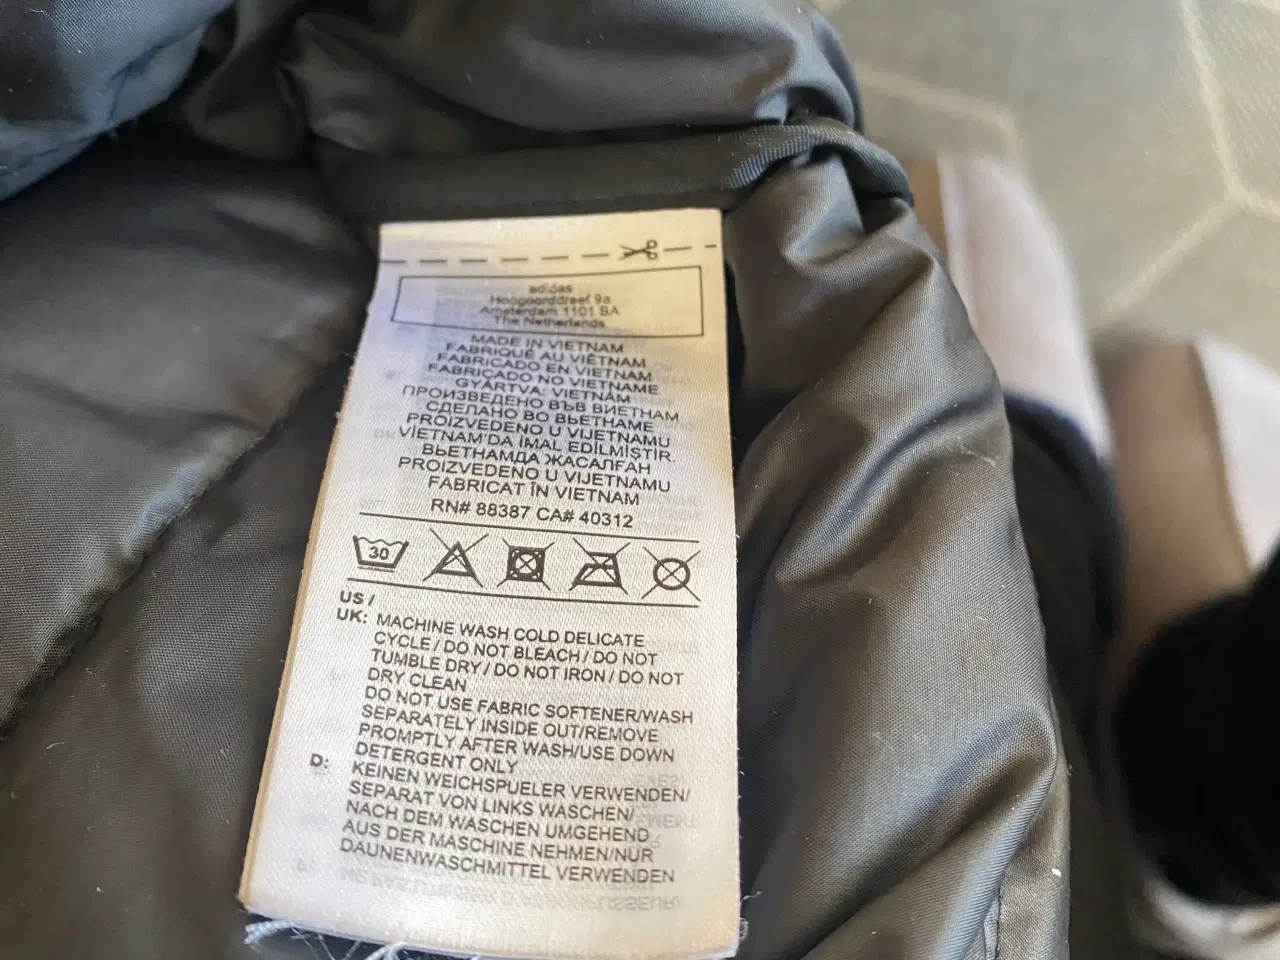 adidas
Hoogoorddreef 9a
Amsterdam 1101 BA
The Netherlands
MADE IN VIETNAM
FABRIQUÉ AU VIÊTNAM
FABRICADO EN VIETNAM
FABRICADO NO VIETNAME
GYÁRTVA: VIETNÁM
ПРОИЗВЕДЕНО ВЪВ ВИЕТНАМ
СДЕЛАНО ВО ВЬЕТНАМЕ
PROIZVEDENO U VIJETNAMU
VİETNAM'DA İMAL EDİLMİŞTİR.
ВЬЕТНАМДА ЖАСАЛҒАН
PROIZVEDENO U VIJETNAMU
FABRICAT ÎN VIETNAM
RN# 88387 CA# 40312
30
US /
UK: MACHINE WASH COLD DELICATE
CYCLE / DO NOT BLEACH / DO NOT
TUMBLE DRY / DO NOT IRON / DO NOT
DRY CLEAN
DO NOT USE FABRIC SOFTENER/WASH
SEPARATELY INSIDE OUT/REMOVE
PROMPTLY AFTER WASH/USE DOWN
DETERGENT ONLY
D: KEINEN WEICHSPUELER VERWENDEN/
SEPARAT VON LINKS WASCHEN/
NACH DEM WASCHEN UMGEHEND
AUS DER MASCHINE NEHMEN/NUR
DAUNENWASCHMITTEL VERWENDEN